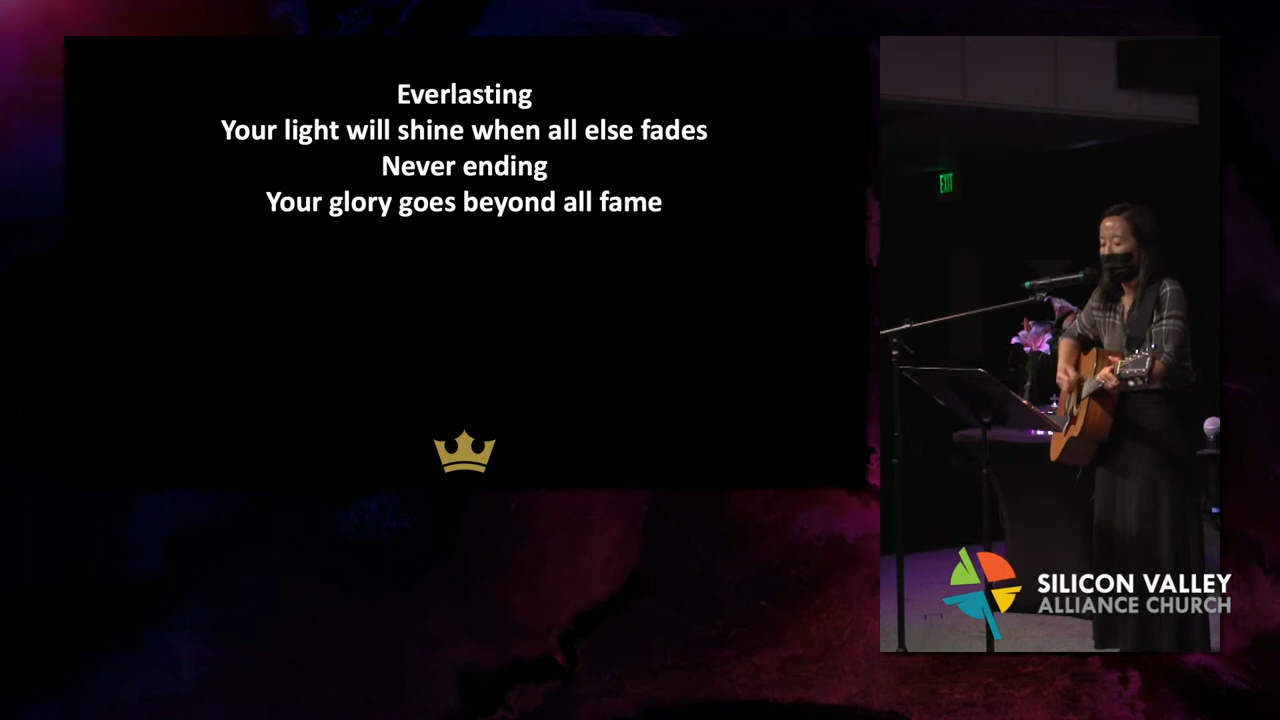 Everlasting
Your light will shine when all else fades
Never ending
Your glory goes beyond all fame
EXIT
SILICON VALLEY
ALLIANCE CHURCH